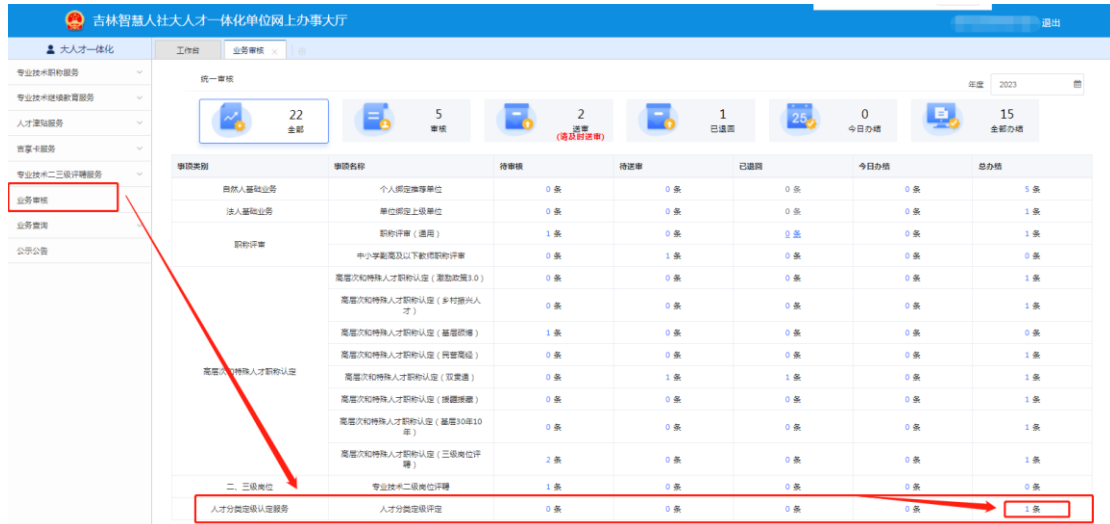 吉林智慧人社大人才一体化单位网上办事大厅
退出
大人才一体化
工作台
业务审核
专业技术职称服务
专业技术继续教育服务
人才津贴服务
吉享卡服务
专业技术二三级评聘服务
业务审核
业务查询
公示公告
统一审核
年度 2023
22
全部
5
审核
2
送审
(请及时送审)
1
已退回
25
0
今日办结
15
全部办结
事项类别 事项名称 待审核 待送审 已退回 今日办结 总办结
自然人基础业务 个人绑定推荐单位 0 条 0 条 0 条 0 条 5 条
法人基础业务 单位绑定上级单位 0 条 0 条 0 条 0 条 1 条
职称评审 职称评审（通用） 1 条 0 条 0 条 0 条 1 条
中小学副高及以下教师职称评审 0 条 1 条 0 条 0 条 0 条
高层次和特殊人才职称认定 高层次和特殊人才职称认定（激励政策3.0） 0 条 0 条 0 条 0 条 1 条
高层次和特殊人才职称认定（乡村振兴人
才） 0 条 0 条 0 条 0 条 1 条
高层次和特殊人才职称认定（基层硕博） 1 条 0 条 0 条 0 条 0 条
高层次和特殊人才职称认定（民营高经） 0 条 0 条 0 条 0 条 1 条
高层次和特殊人才职称认定（双贯通） 0 条 1 条 1 条 0 条 1 条
高层次和特殊人才职称认定（援疆援藏） 0 条 0 条 0 条 0 条 1 条
高层次和特殊人才职称认定（基层30年10
年） 0 条 0 条 0 条 0 条 1 条
高层次和特殊人才职称认定（三级岗位评
聘） 2 条 0 条 0 条 0 条 1 条
二、三级岗位 专业技术二级岗位评聘 1 条 0 条 0 条 0 条 0 条
人才分类定级认定服务 人才分类定级评定 0 条 0 条 0 条 0 条 1 条